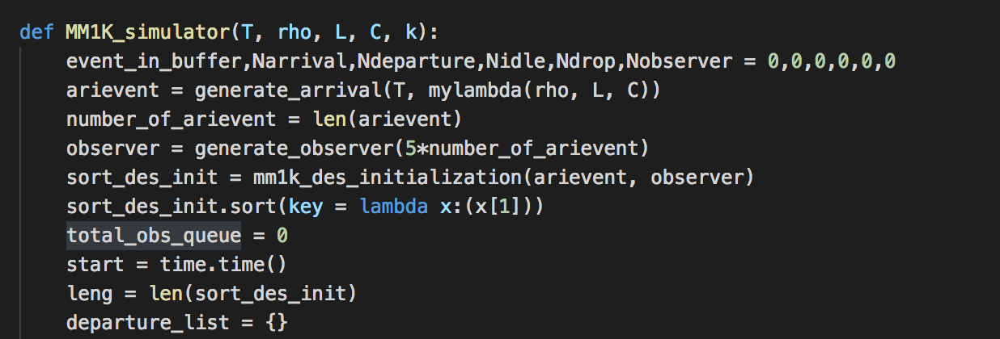 def MM1K_simulator(T, rho, L, C, k):
    event_in_buffer,Narrival,Ndeparture,Nidle,Ndrop,Nobserver = 0,0,0,0,0,0
    arievent = generate_arrival(T, mylambda(rho, L, C))
    number_of_arievent = len(arievent)
    observer = generate_observer(5*number_of_arievent)
    sort_des_init = mm1k_des_initialization(arievent, observer)
    sort_des_init.sort(key = lambda x:(x[1]))
    total_obs_queue = 0
    start = time.time()
    leng = len(sort_des_init)
    departure_list = {}